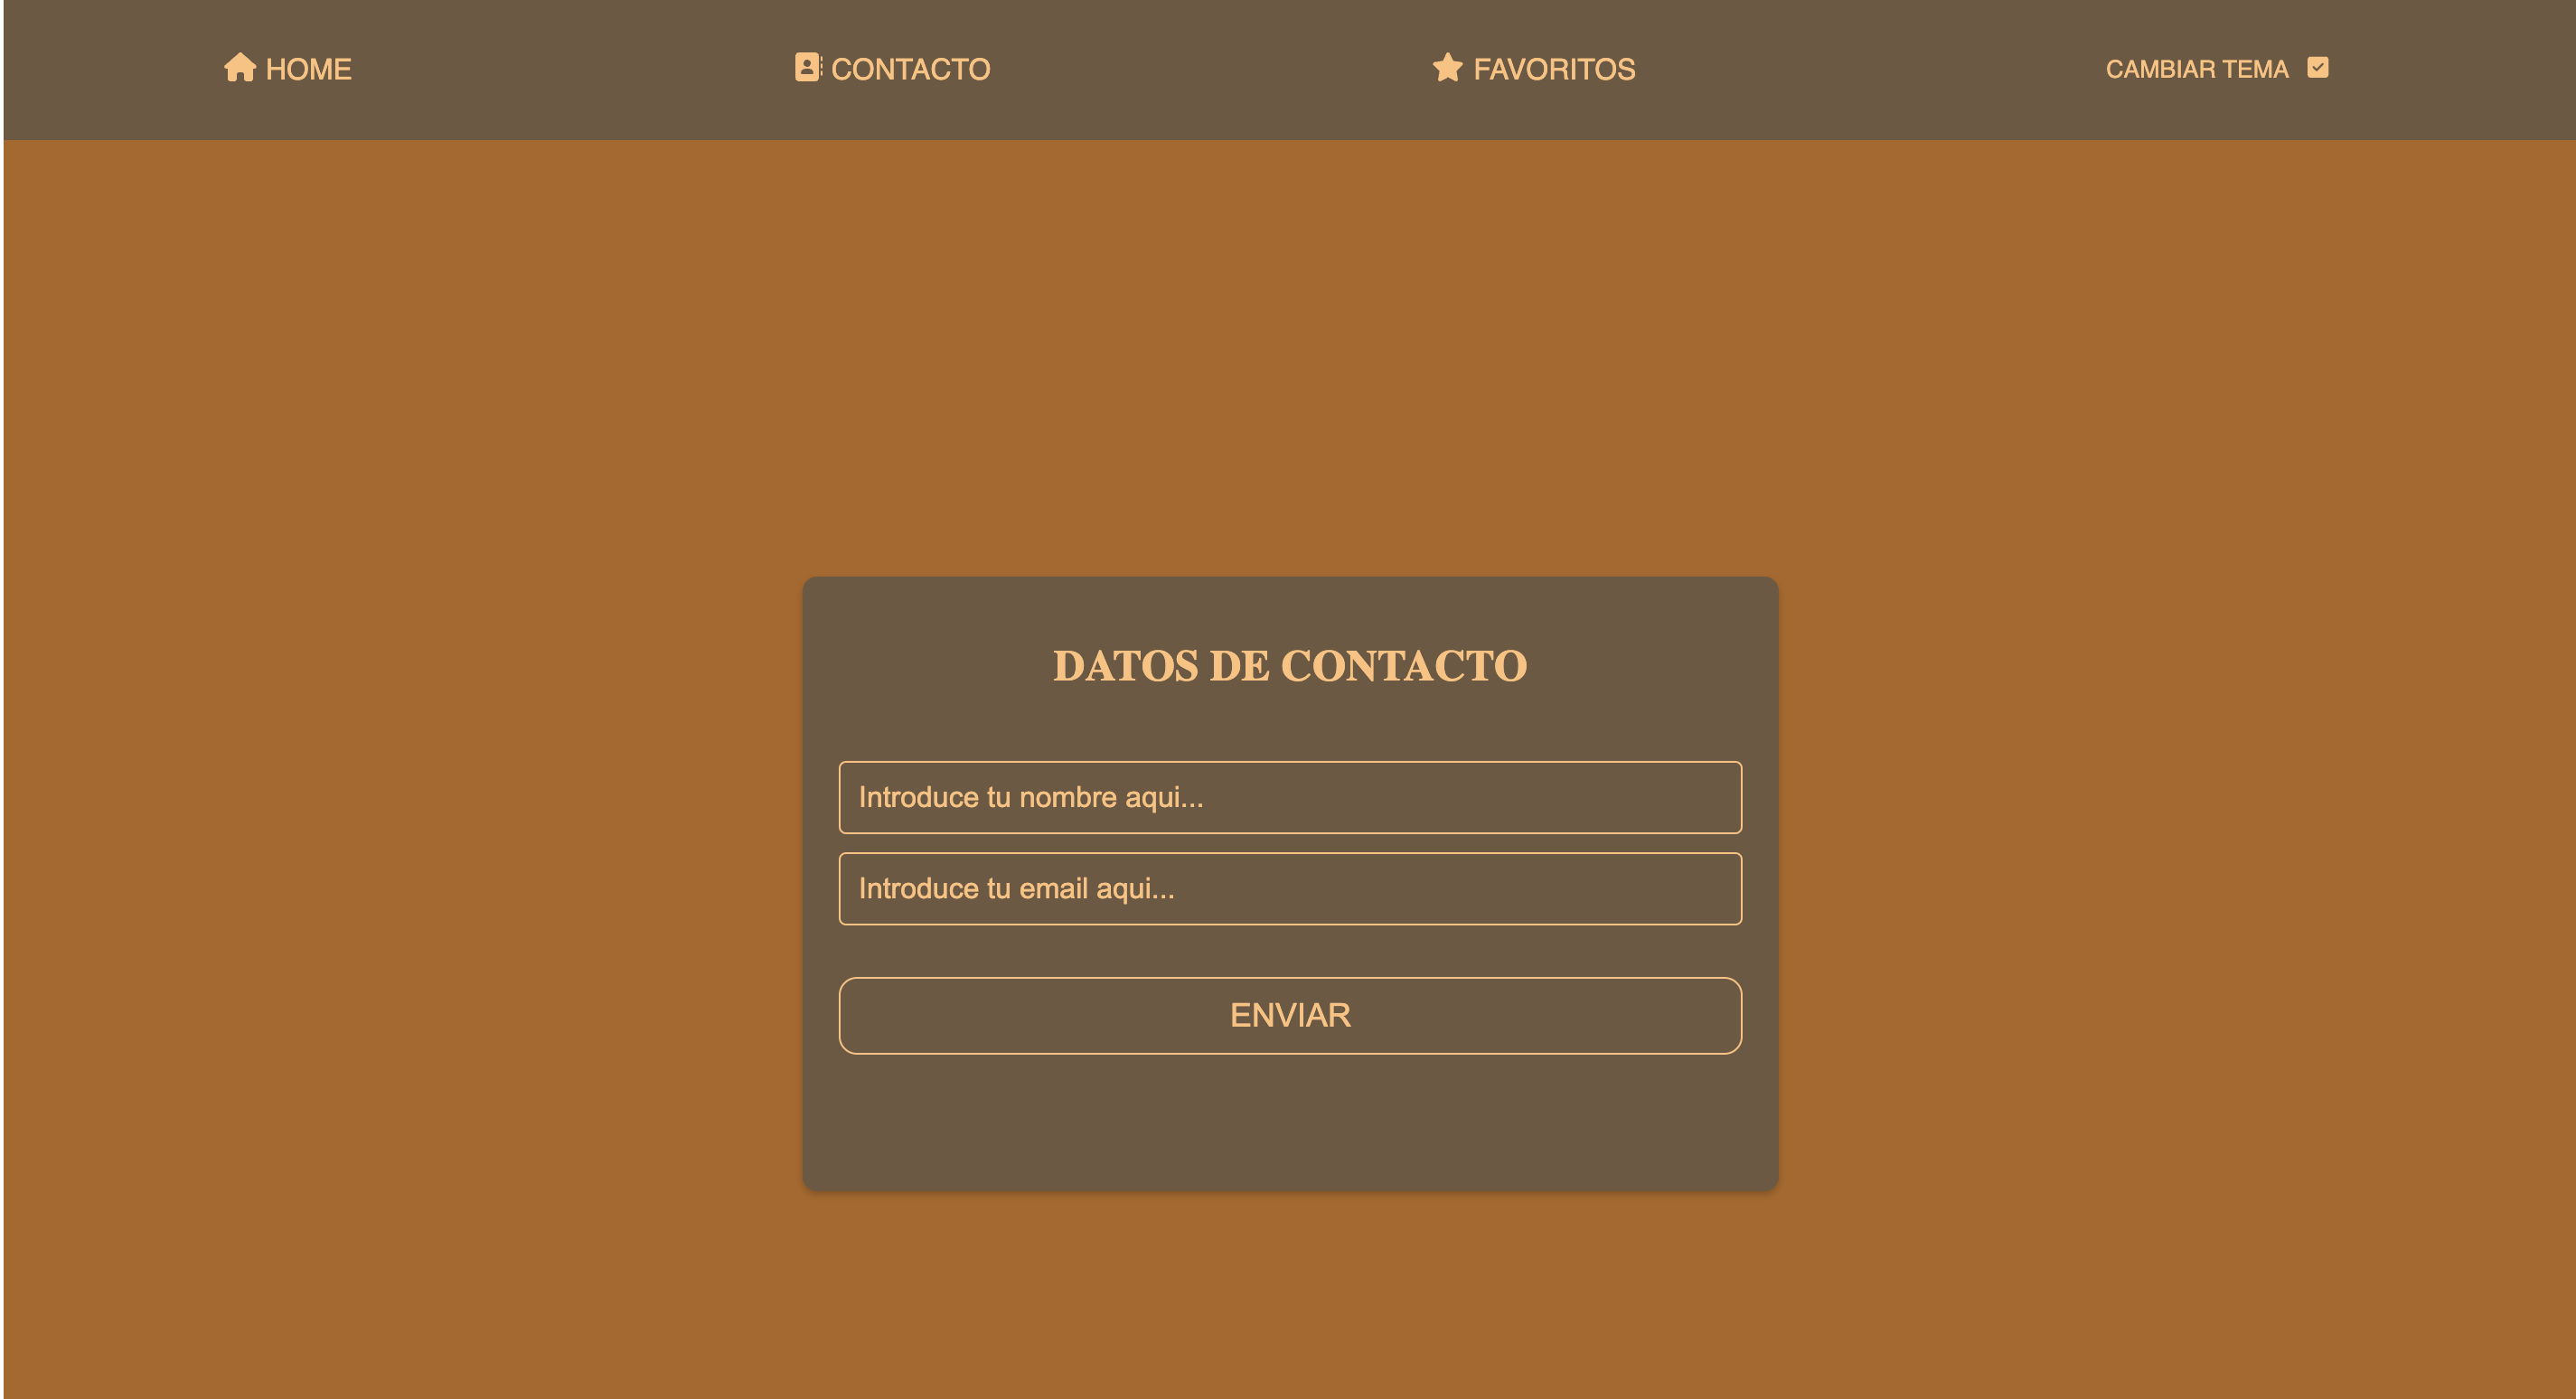 HOME
CONTACTO
FAVORITOS
CAMBIAR TEMA
DATOS DE CONTACTO
Introduce tu nombre aqui...
Introduce tu email aqui...
ENVIAR